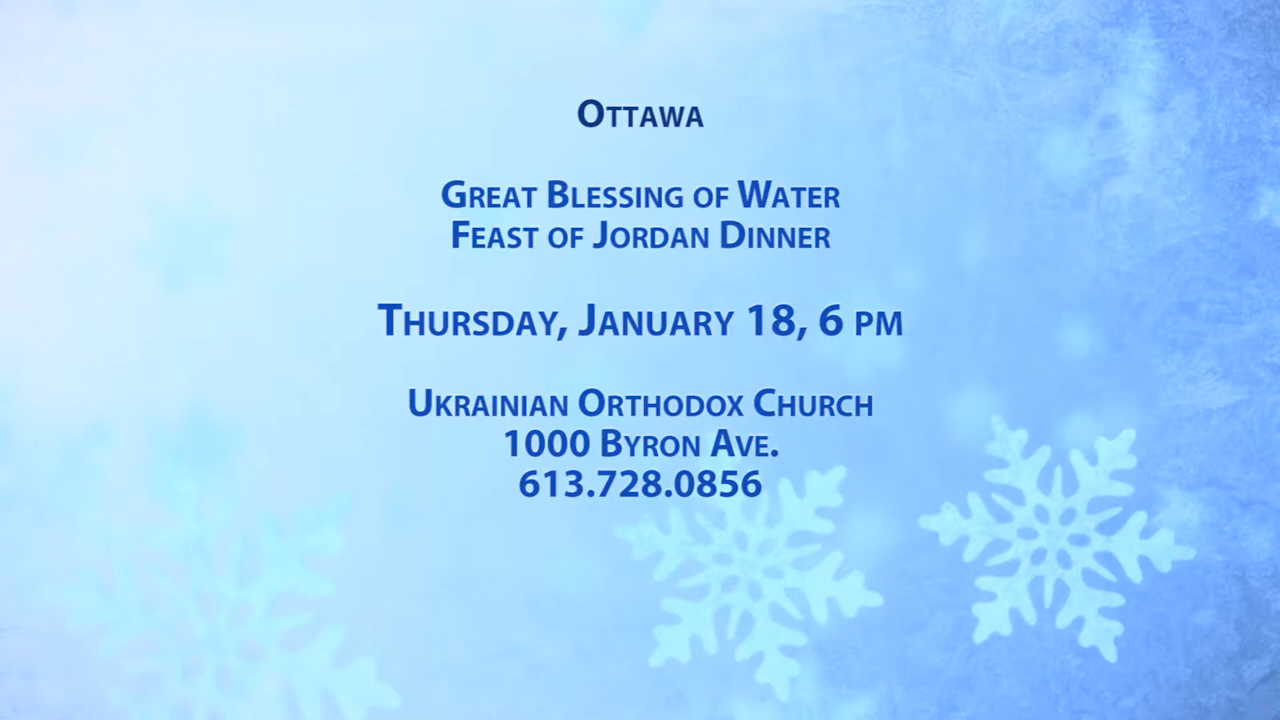 Ottawa
Great Blessing of Water
Feast of Jordan Dinner
Thursday, January 18, 6 pm
Ukrainian Orthodox Church
1000 Byron Ave.
613.728.0856